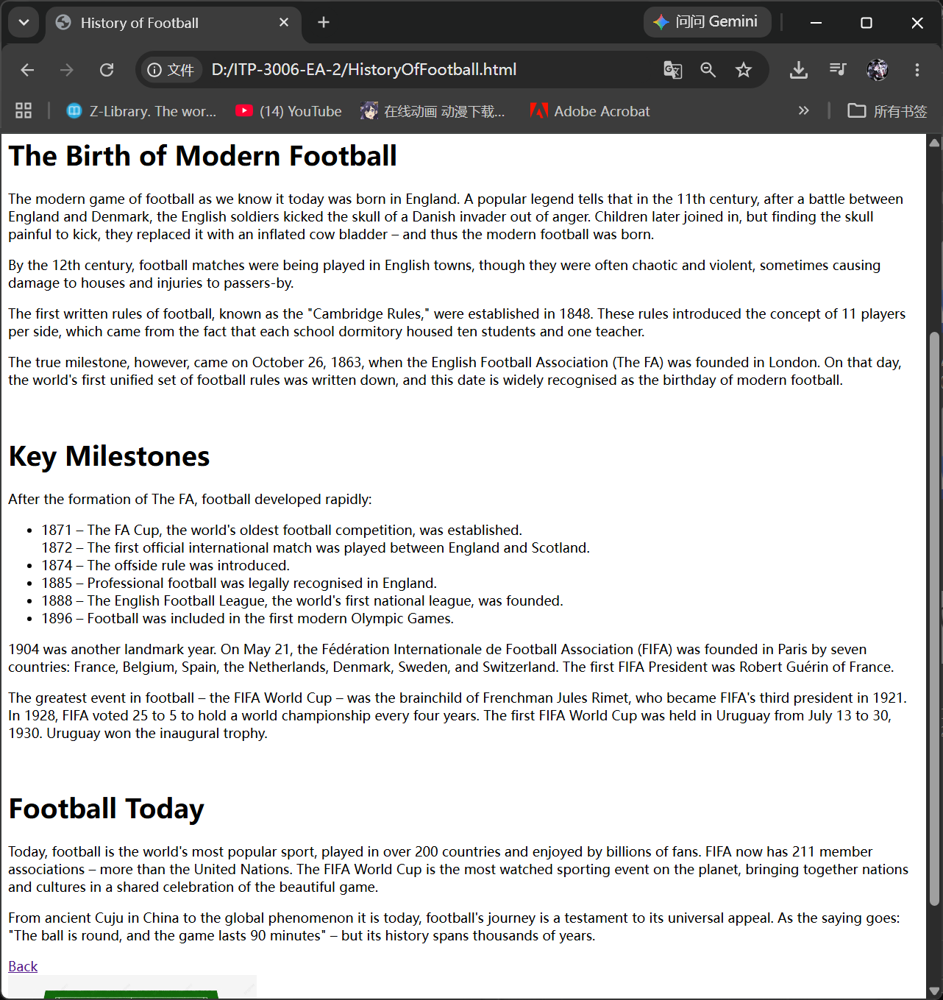 History of Football
问问 Gemini
文件
D:/ITP-3006-EA-2/HistoryOfFootball.html
Z-Library. The wor...
(14) YouTube
在线动画 动漫下载...
Adobe Acrobat
所有书签
The Birth of Modern Football
The modern game of football as we know it today was born in England. A popular legend tells that in the 11th century, after a battle between
England and Denmark, the English soldiers kicked the skull of a Danish invader out of anger. Children later joined in, but finding the skull
painful to kick, they replaced it with an inflated cow bladder – and thus the modern football was born.
By the 12th century, football matches were being played in English towns, though they were often chaotic and violent, sometimes causing
damage to houses and injuries to passers-by.
The first written rules of football, known as the "Cambridge Rules," were established in 1848. These rules introduced the concept of 11 players
per side, which came from the fact that each school dormitory housed ten students and one teacher.
The true milestone, however, came on October 26, 1863, when the English Football Association (The FA) was founded in London. On that day,
the world's first unified set of football rules was written down, and this date is widely recognised as the birthday of modern football.
Key Milestones
After the formation of The FA, football developed rapidly:
• 1871 – The FA Cup, the world's oldest football competition, was established.
1872 – The first official international match was played between England and Scotland.
• 1874 – The offside rule was introduced.
• 1885 – Professional football was legally recognised in England.
• 1888 – The English Football League, the world's first national league, was founded.
• 1896 – Football was included in the first modern Olympic Games.
1904 was another landmark year. On May 21, the Fédération Internationale de Football Association (FIFA) was founded in Paris by seven
countries: France, Belgium, Spain, the Netherlands, Denmark, Sweden, and Switzerland. The first FIFA President was Robert Guérin of France.
The greatest event in football – the FIFA World Cup – was the brainchild of Frenchman Jules Rimet, who became FIFA's third president in 1921.
In 1928, FIFA voted 25 to 5 to hold a world championship every four years. The first FIFA World Cup was held in Uruguay from July 13 to 30,
1930. Uruguay won the inaugural trophy.
Football Today
Today, football is the world's most popular sport, played in over 200 countries and enjoyed by billions of fans. FIFA now has 211 member
associations – more than the United Nations. The FIFA World Cup is the most watched sporting event on the planet, bringing together nations
and cultures in a shared celebration of the beautiful game.
From ancient Cuju in China to the global phenomenon it is today, football's journey is a testament to its universal appeal. As the saying goes:
"The ball is round, and the game lasts 90 minutes" – but its history spans thousands of years.
Back